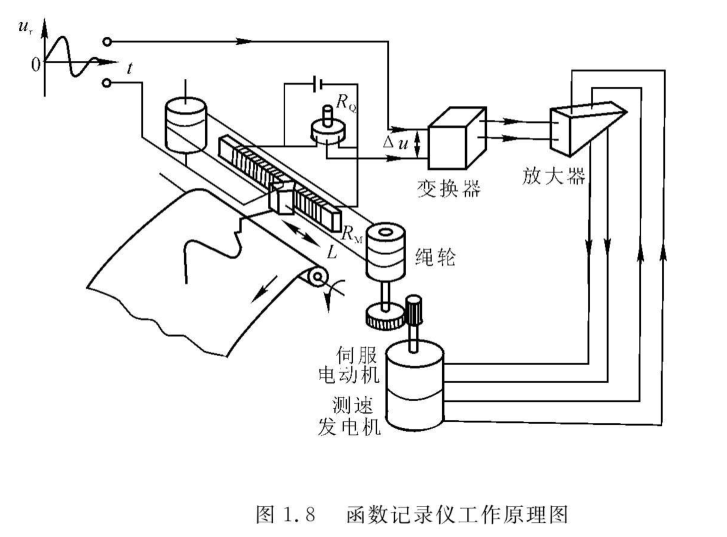 u_r
0
t
R_Q
Δu
变换器
放大器
R_M
L
绳轮
伺服
电动机
测速
发电机
图1.8 函数记录仪工作原理图